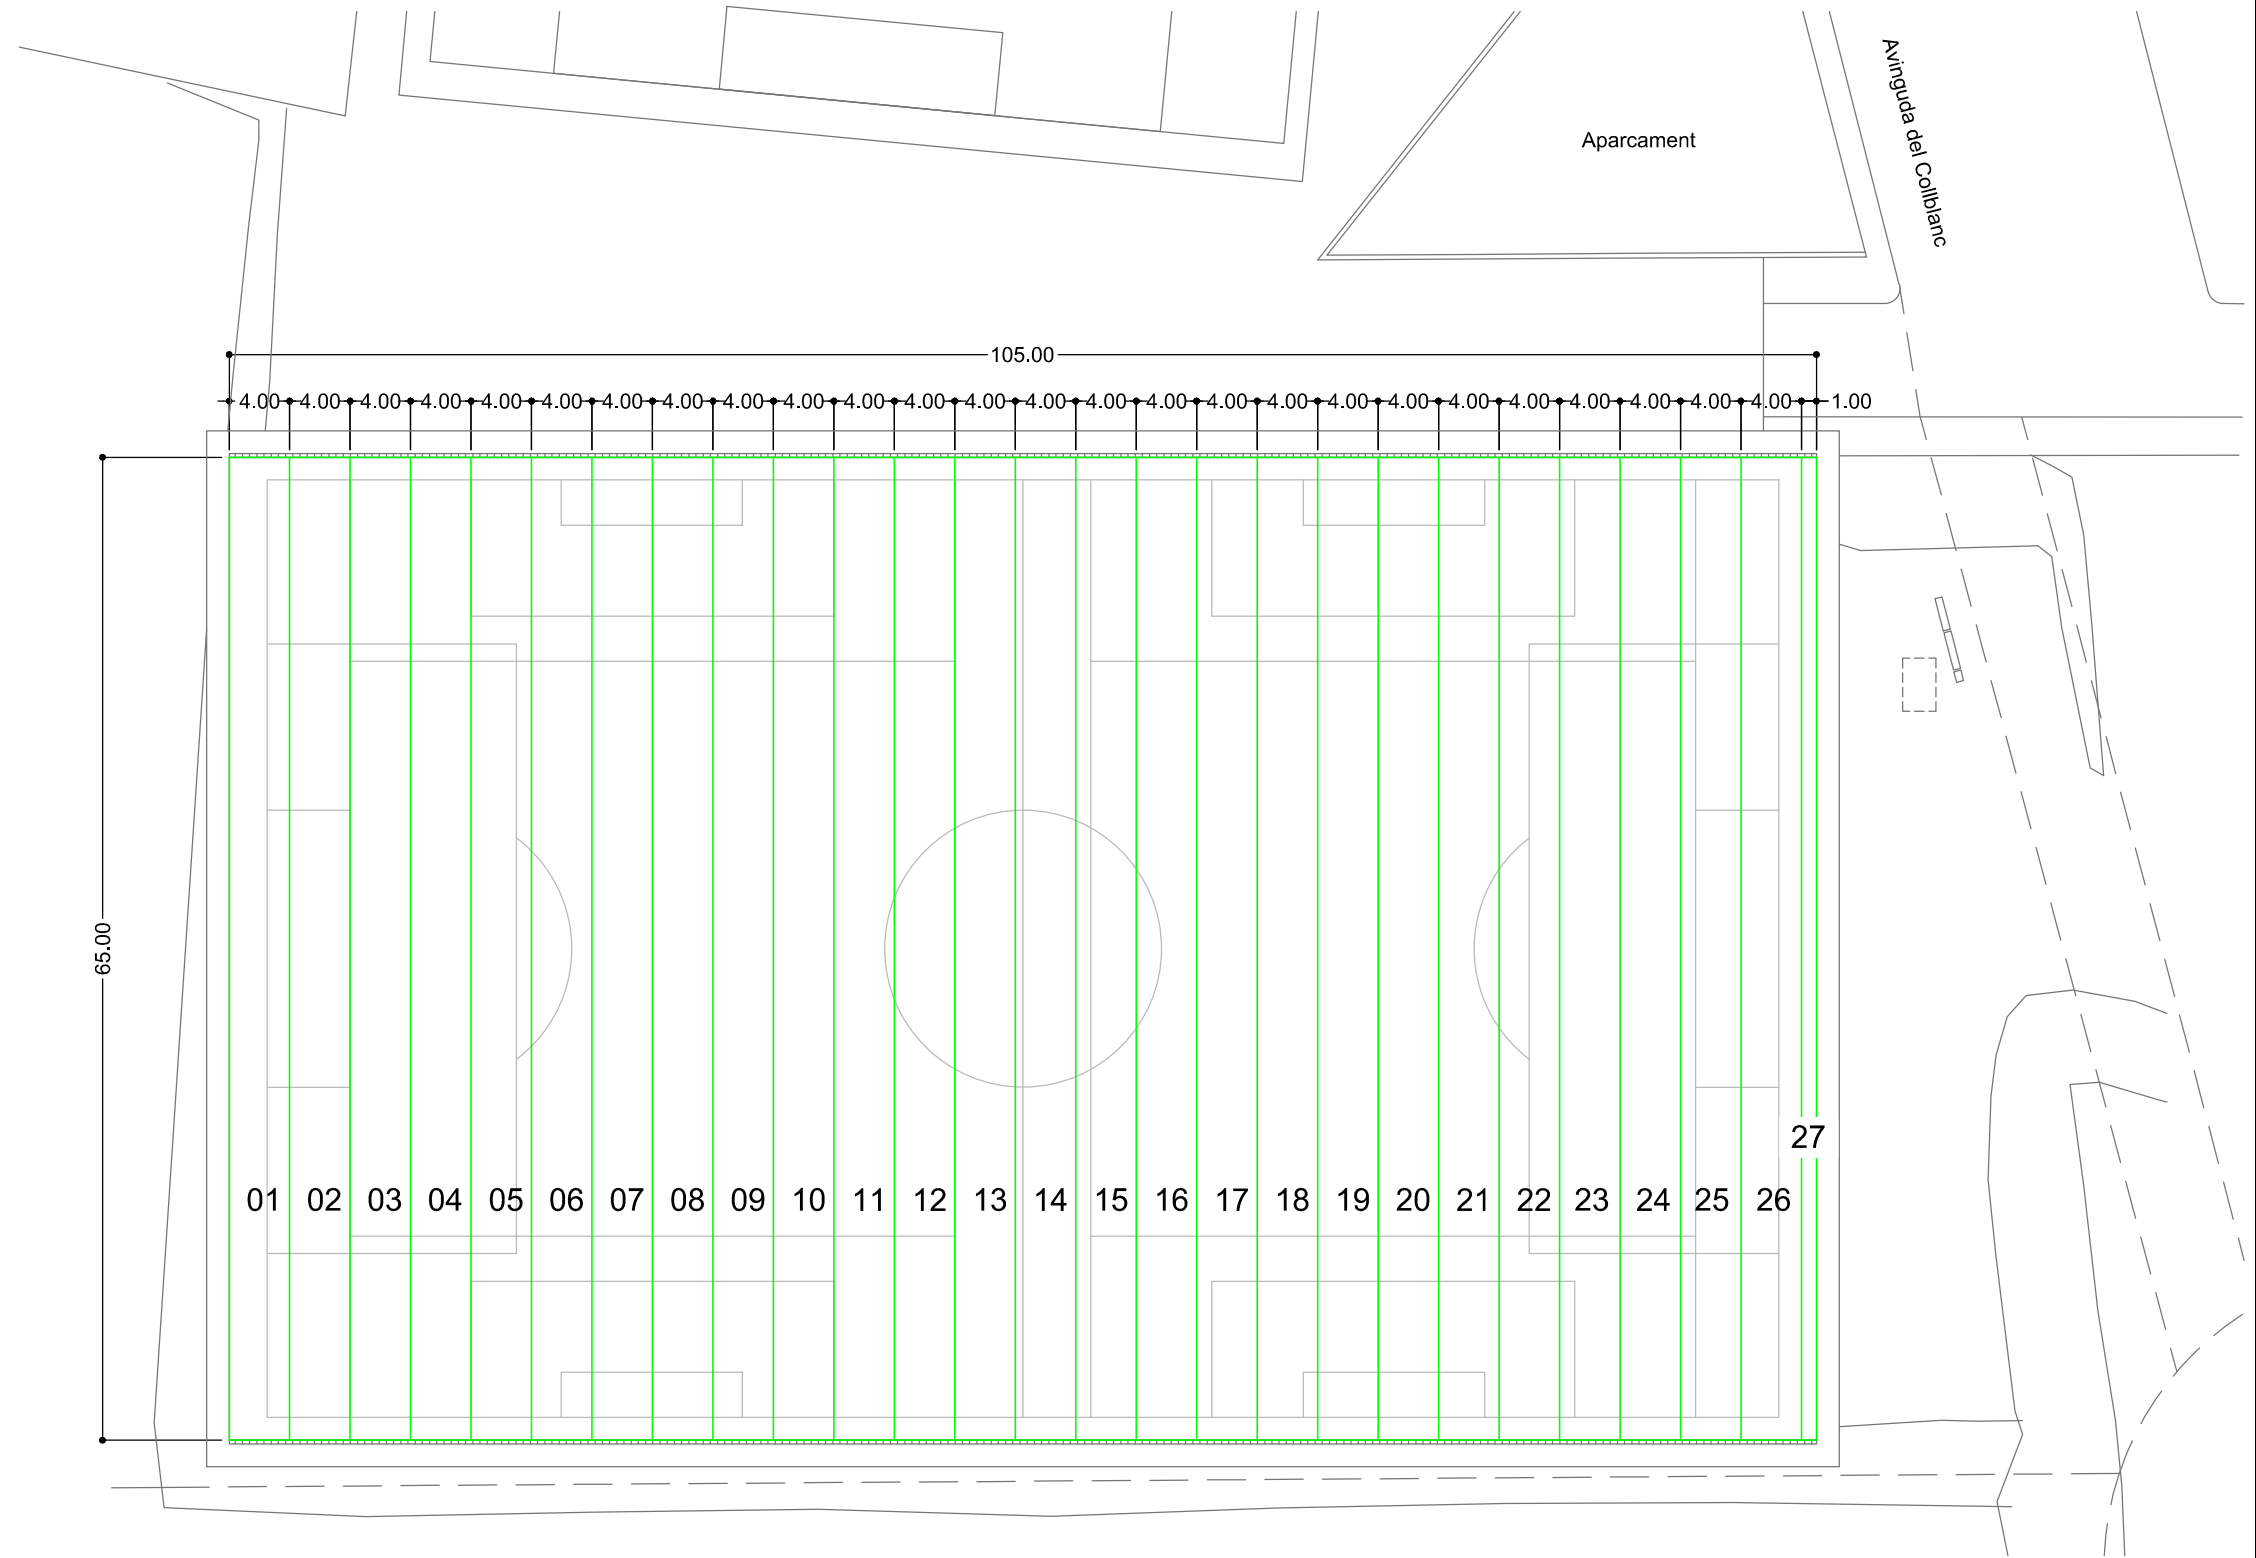 Aparcament
Avinguda del Collblanc
105.00
4.00 4.00 4.00 4.00 4.00 4.00 4.00 4.00 4.00 4.00 4.00 4.00 4.00 4.00 4.00 4.00 4.00 4.00 4.00 4.00 4.00 4.00 4.00 4.00 4.00 4.00 1.00
65.00
27
01 02 03 04 05 06 07 08 09 10 11 12 13 14 15 16 17 18 19 20 21 22 23 24 25 26